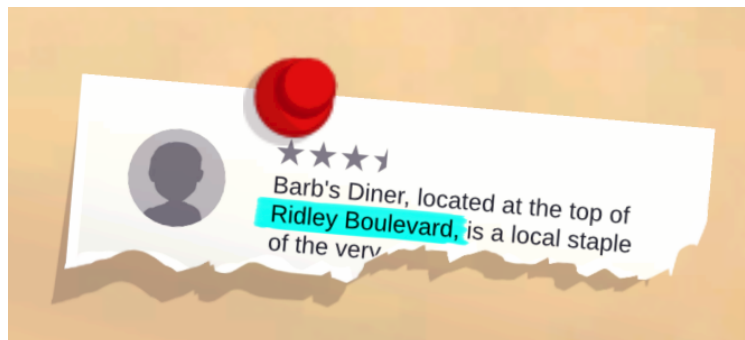 Barb's Diner, located at the top of
Ridley Boulevard, is a local staple
of the very